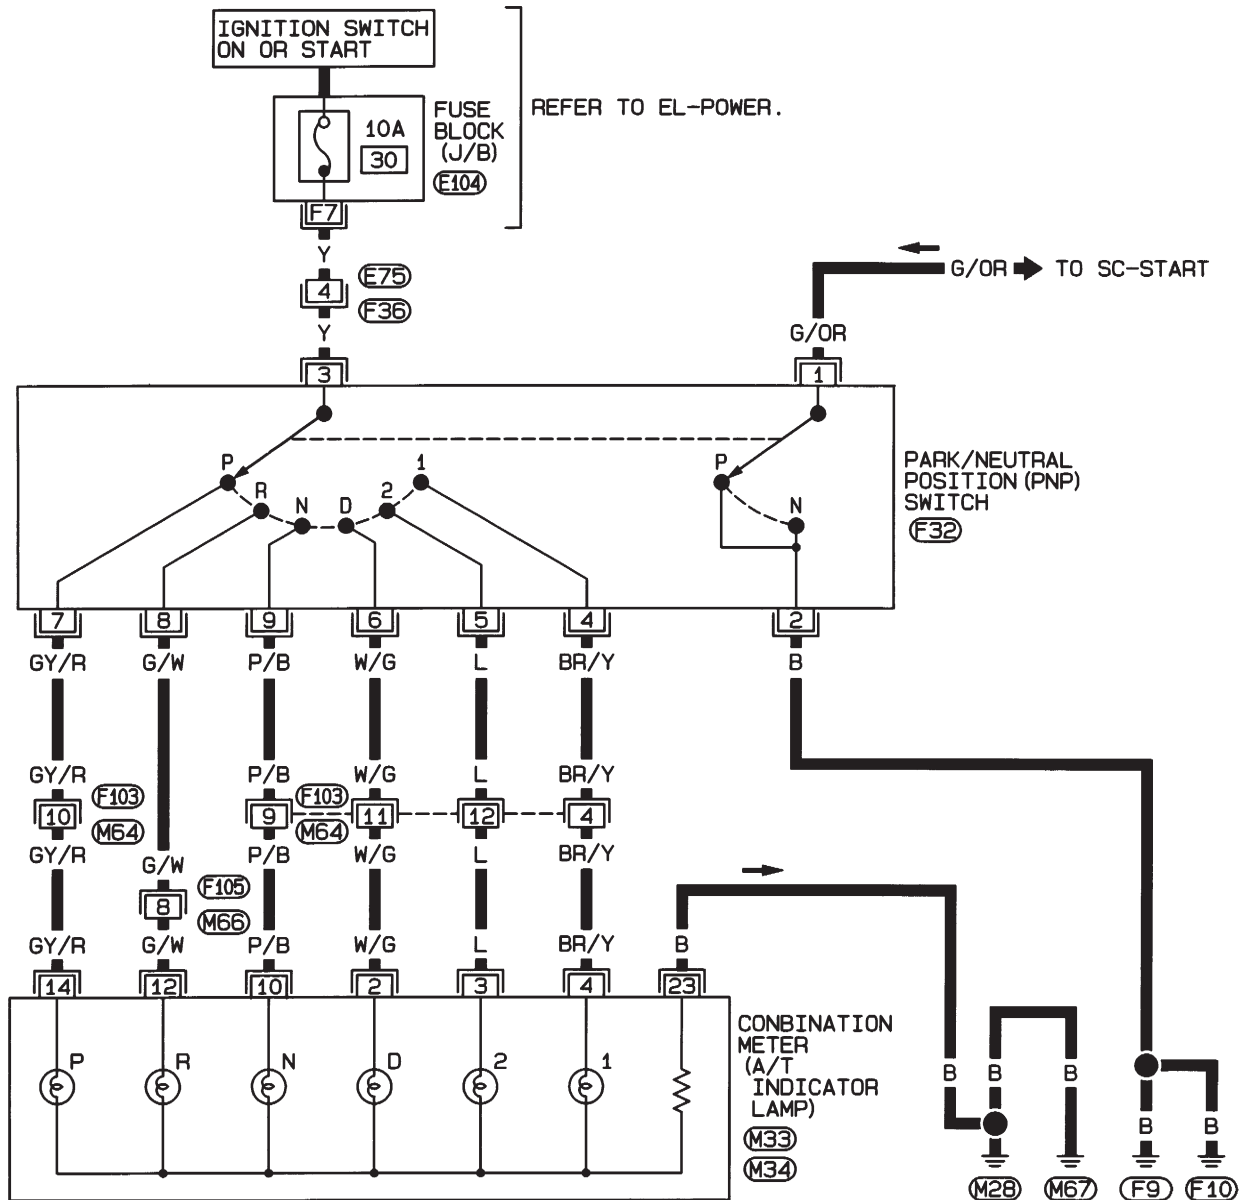 IGNITION SWITCH
ON OR START
10A
30
FUSE
BLOCK
(J/B)
E104
REFER TO EL-POWER.
F7
Y
4
E75
F36
Y
3
G/OR
TO SC-START
G/OR
1
P
R
N
D
2
1
P
N
PARK/NEUTRAL
POSITION(PNP)
SWITCH
F32
7 8 9 6 5 4 2
GY/R G/W P/B W/G L BR/Y B
GY/R P/B W/G L BR/Y
10
F103
M64
9
F103
M64
11 12 4
GY/R G/W P/B W/G L BR/Y
8
F105
M66
GY/R G/W P/B W/G L BR/Y B
14 12 10 2 3 4 23
P R N D 2 1
CONBINATION
METER
(A/T
INDICATOR
LAMP)
M33
M34
B B B
B B
M28 M67 F9 F10